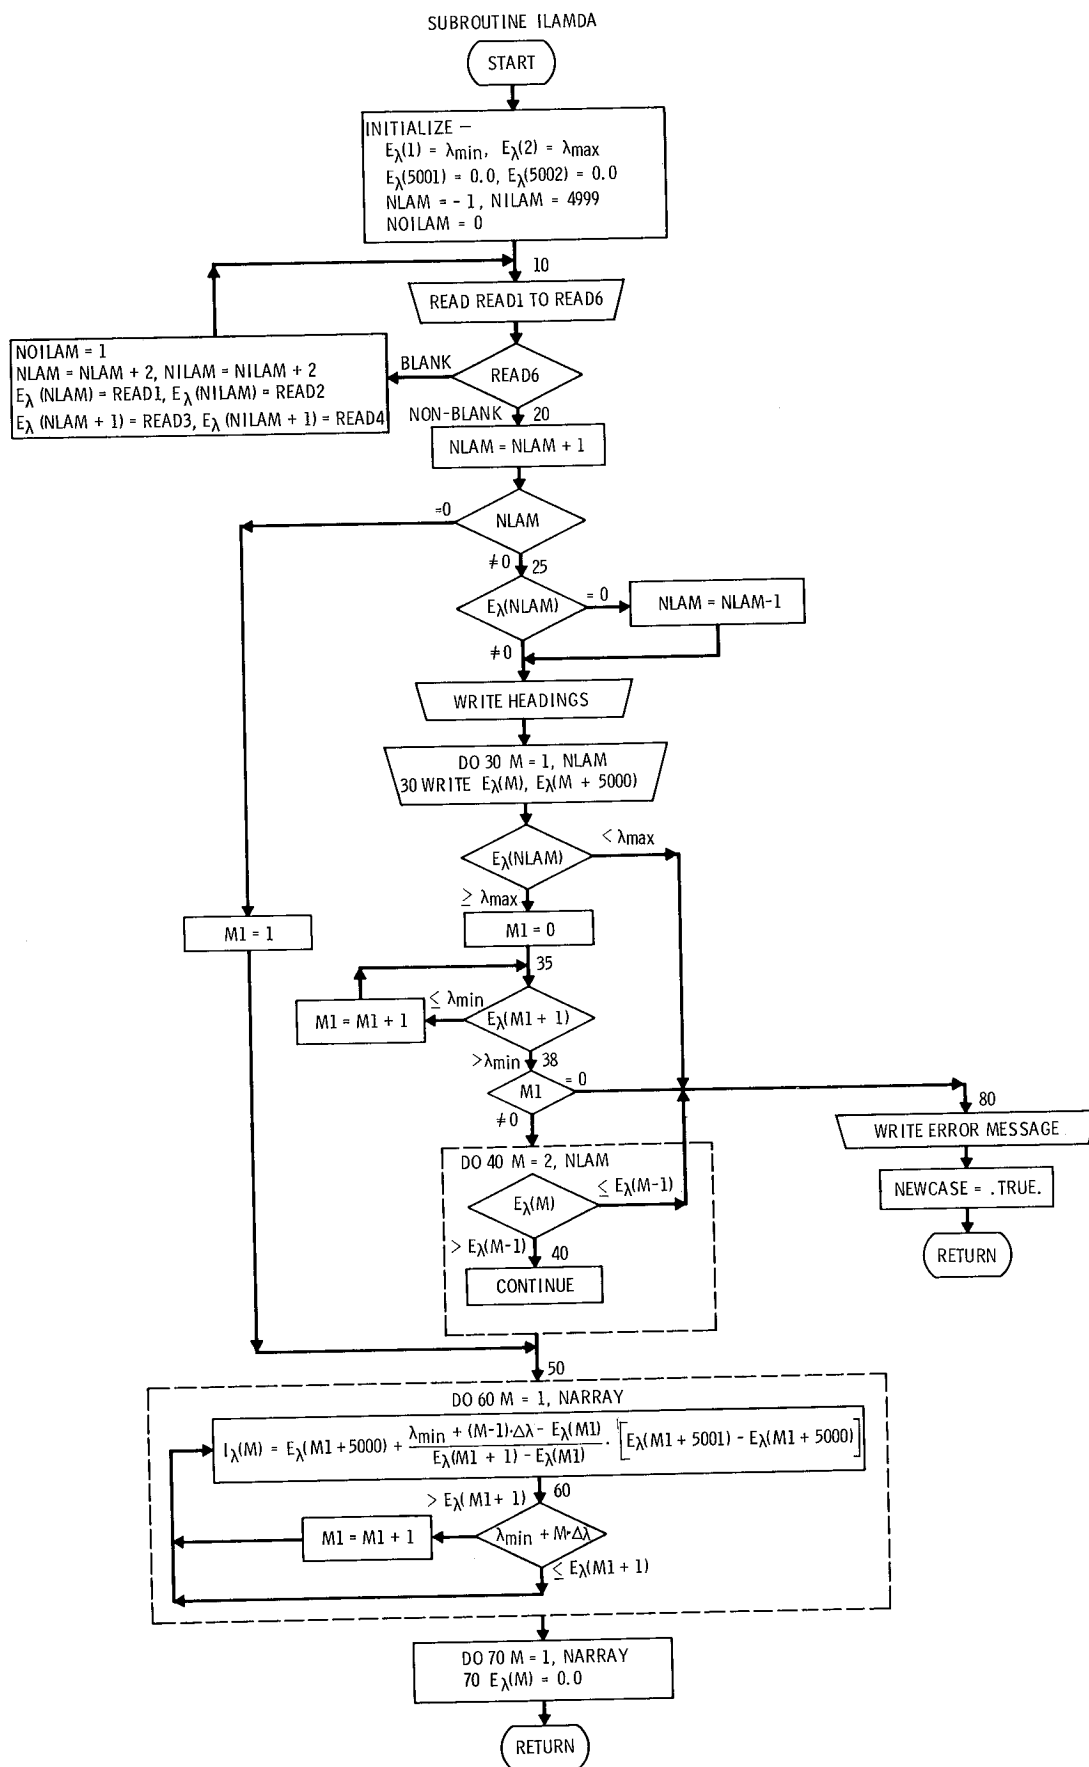 SUBROUTINE ILAMDA
START
INITIALIZE –
Eλ(1) = λmin, Eλ(2) = λmax
Eλ(5001) = 0.0, Eλ(5002) = 0.0
NLAM = - 1, NILAM = 4999
NOILAM = 0
10
READ READ1 TO READ6
NOILAM = 1
NLAM = NLAM + 2, NILAM = NILAM + 2
Eλ (NLAM) = READ1, Eλ (NILAM) = READ2
Eλ (NLAM + 1) = READ3, Eλ (NILAM + 1) = READ4
BLANK
READ6
NON-BLANK
20
NLAM = NLAM + 1
=0
NLAM
≠0
25
Eλ(NLAM)
= 0
NLAM = NLAM-1
≠0
WRITE HEADINGS
DO 30 M = 1, NLAM
30 WRITE Eλ(M), Eλ(M + 5000)
Eλ(NLAM)
< λmax
≥ λmax
M1 = 1
M1 = 0
35
M1 = M1 + 1
≤ λmin
Eλ(M1 + 1)
>λmin
38
M1
= 0
≠0
80
WRITE ERROR MESSAGE
NEWCASE = .TRUE.
RETURN
DO 40 M = 2, NLAM
Eλ(M)
≤ Eλ(M-1)
> Eλ(M-1)
40
CONTINUE
50
DO 60 M = 1, NARRAY
Iλ(M) = Eλ(M1 + 5000) + λmin + (M-1)·Δλ - Eλ(M1) / Eλ(M1 + 1) - Eλ(M1) · [Eλ(M1 + 5001) - Eλ(M1 + 5000)]
> Eλ(M1 + 1)
60
M1 = M1 + 1
λmin + M·Δλ
≤ Eλ(M1 + 1)
DO 70 M = 1, NARRAY
70 Eλ(M) = 0.0
RETURN